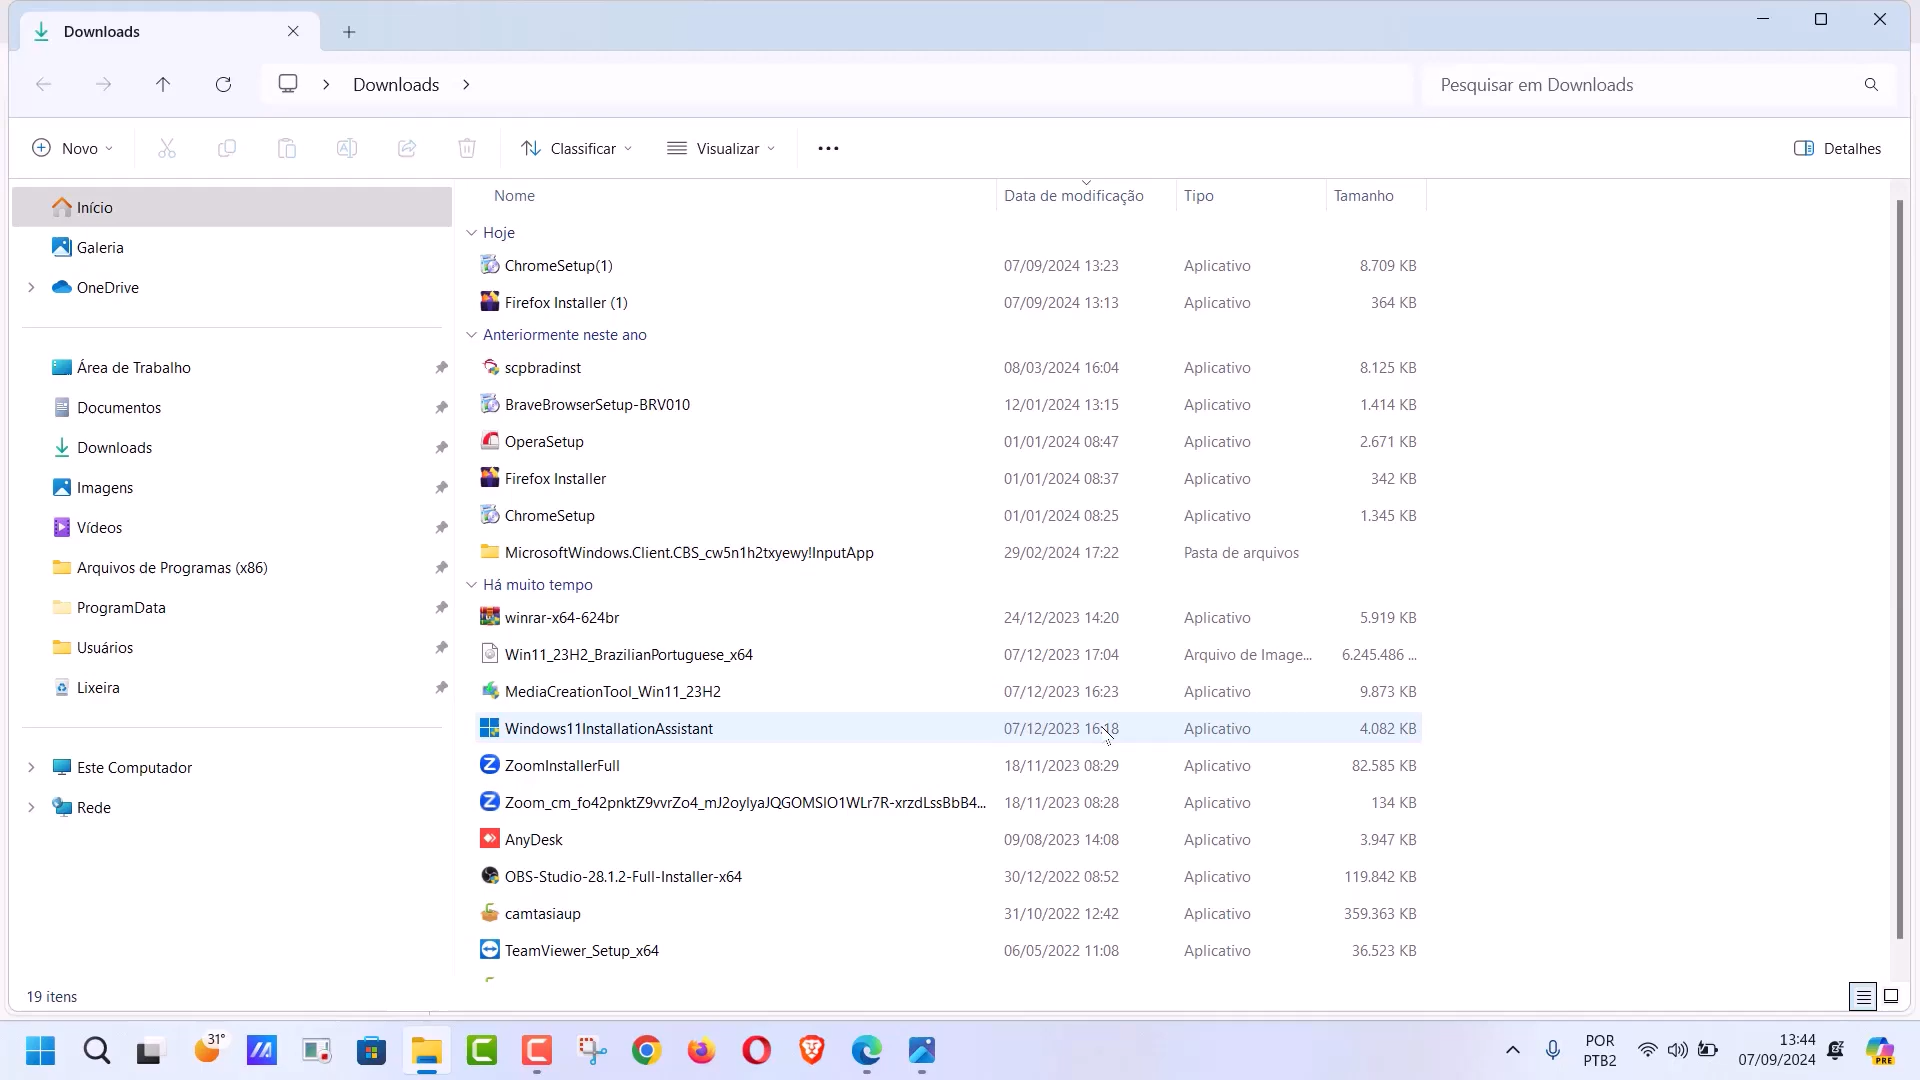 Downloads
Downloads
Pesquisar em Downloads
Novo
Classificar
Visualizar
Detalhes
Início
Galeria
OneDrive
Área de Trabalho
Documentos
Downloads
Imagens
Vídeos
Arquivos de Programas (x86)
ProgramData
Usuários
Lixeira
Este Computador
Rede
Nome Data de modificação Tipo Tamanho
Hoje
ChromeSetup(1) 07/09/2024 13:23 Aplicativo 8.709 KB
Firefox Installer (1) 07/09/2024 13:13 Aplicativo 364 KB
Anteriormente neste ano
scpbradinst 08/03/2024 16:04 Aplicativo 8.125 KB
BraveBrowserSetup-BRV010 12/01/2024 13:15 Aplicativo 1.414 KB
OperaSetup 01/01/2024 08:47 Aplicativo 2.671 KB
Firefox Installer 01/01/2024 08:37 Aplicativo 342 KB
ChromeSetup 01/01/2024 08:25 Aplicativo 1.345 KB
MicrosoftWindows.Client.CBS_cw5n1h2txyewy!InputApp 29/02/2024 17:22 Pasta de arquivos
Há muito tempo
winrar-x64-624br 24/12/2023 14:20 Aplicativo 5.919 KB
Win11_23H2_BrazilianPortuguese_x64 07/12/2023 17:04 Arquivo de Image... 6.245.486 ...
MediaCreationTool_Win11_23H2 07/12/2023 16:23 Aplicativo 9.873 KB
Windows11InstallationAssistant 07/12/2023 16:18 Aplicativo 4.082 KB
ZoomInstallerFull 18/11/2023 08:29 Aplicativo 82.585 KB
Zoom_cm_fo42pnktZ9vvrZo4_mJ2oylyaJQGOMSIO1WLr7R-xrzdLssBbB4... 18/11/2023 08:28 Aplicativo 134 KB
AnyDesk 09/08/2023 14:08 Aplicativo 3.947 KB
OBS-Studio-28.1.2-Full-Installer-x64 30/12/2022 08:52 Aplicativo 119.842 KB
camtasiaup 31/10/2022 12:42 Aplicativo 359.363 KB
TeamViewer_Setup_x64 06/05/2022 11:08 Aplicativo 36.523 KB
19 itens
31°
POR
PTB2
13:44
07/09/2024
PRE